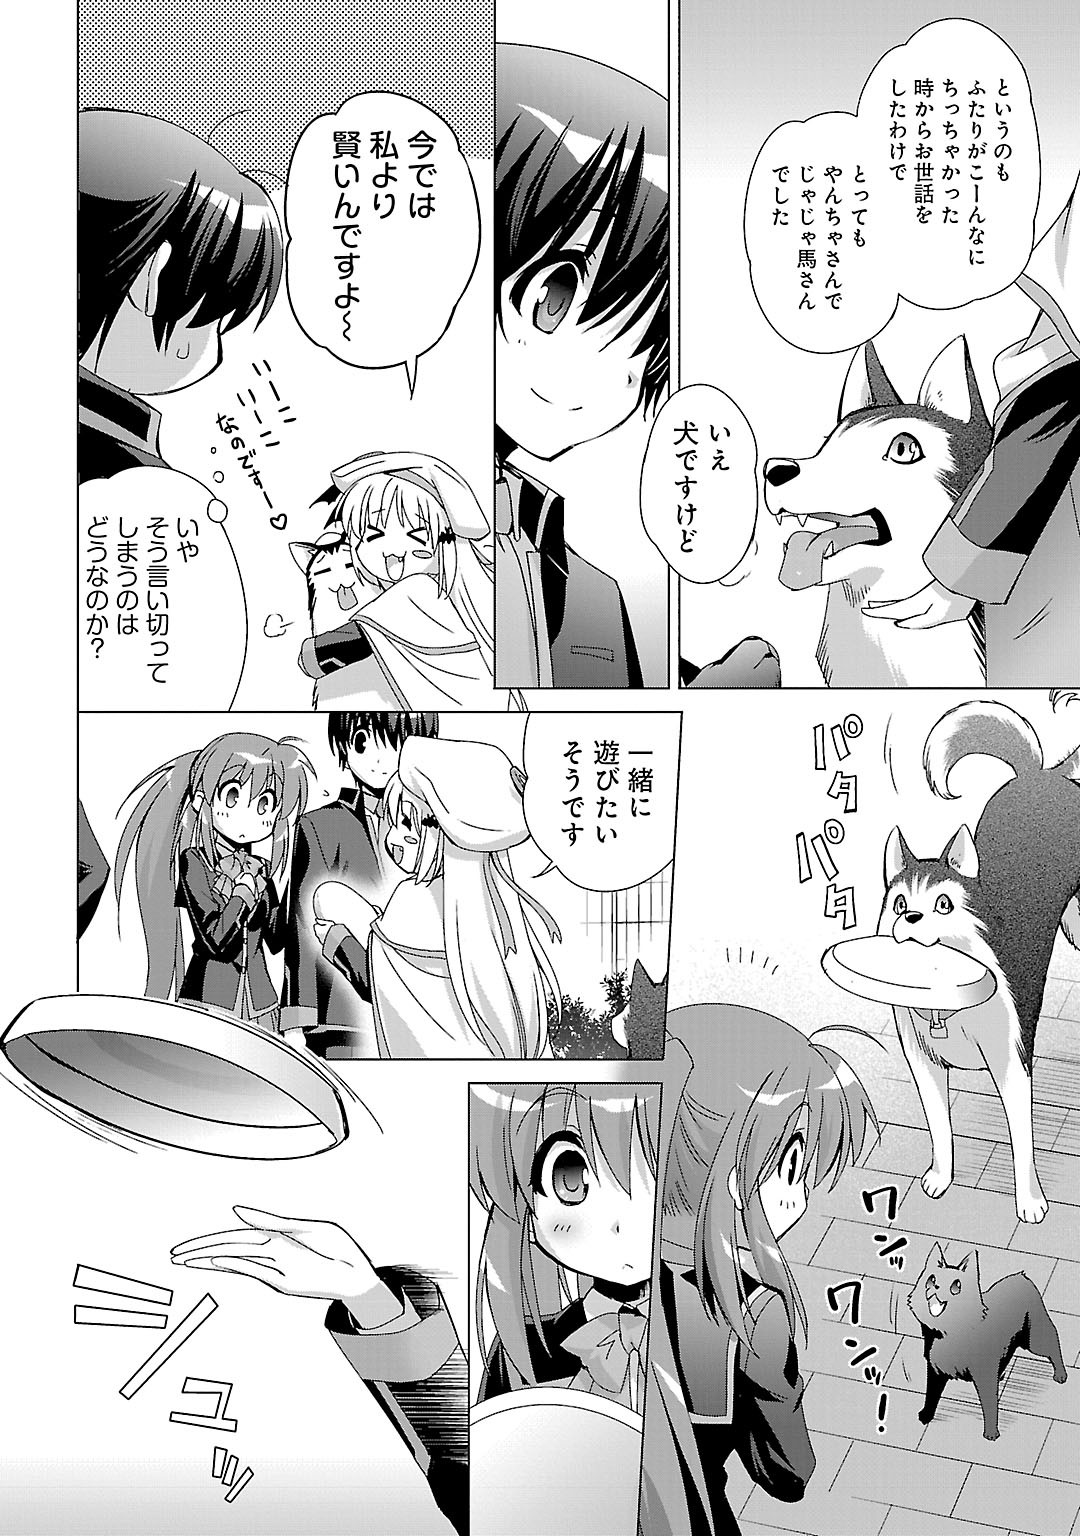 というのも
ふたりがこーんなに
ちっちゃかった
時からお世話を
したわけで
とっても
やんちゃさんで
じゃじゃ馬さん
でした
いえ
犬ですけど
今では
私より
賢いんですよ～
いーこ
いーこ
なのですー♡
いや
そう言い切って
しまうのは
どうなのか？
パタ
パタ
一緒に
遊びたい
そうです
ワンッ
ワンッ！
シュッ